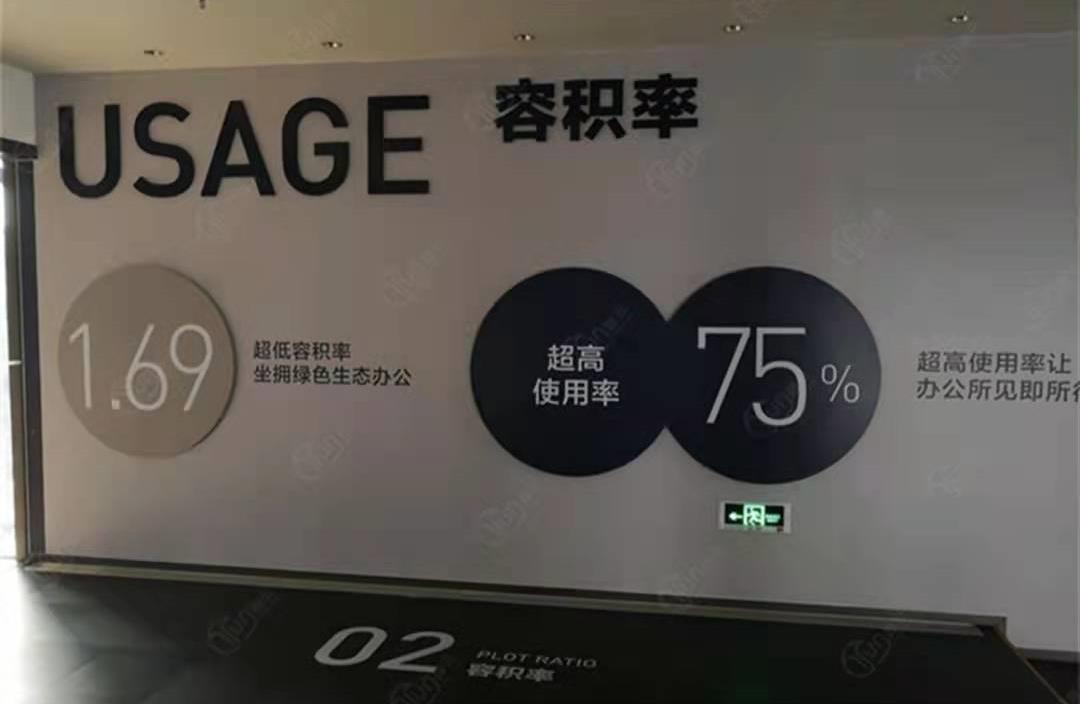 USAGE 容积率
1.69
超低容积率
坐拥绿色生态办公
超高
使用率
75%
超高使用率让
办公所见即所得
02
PLOT RATIO
容积率